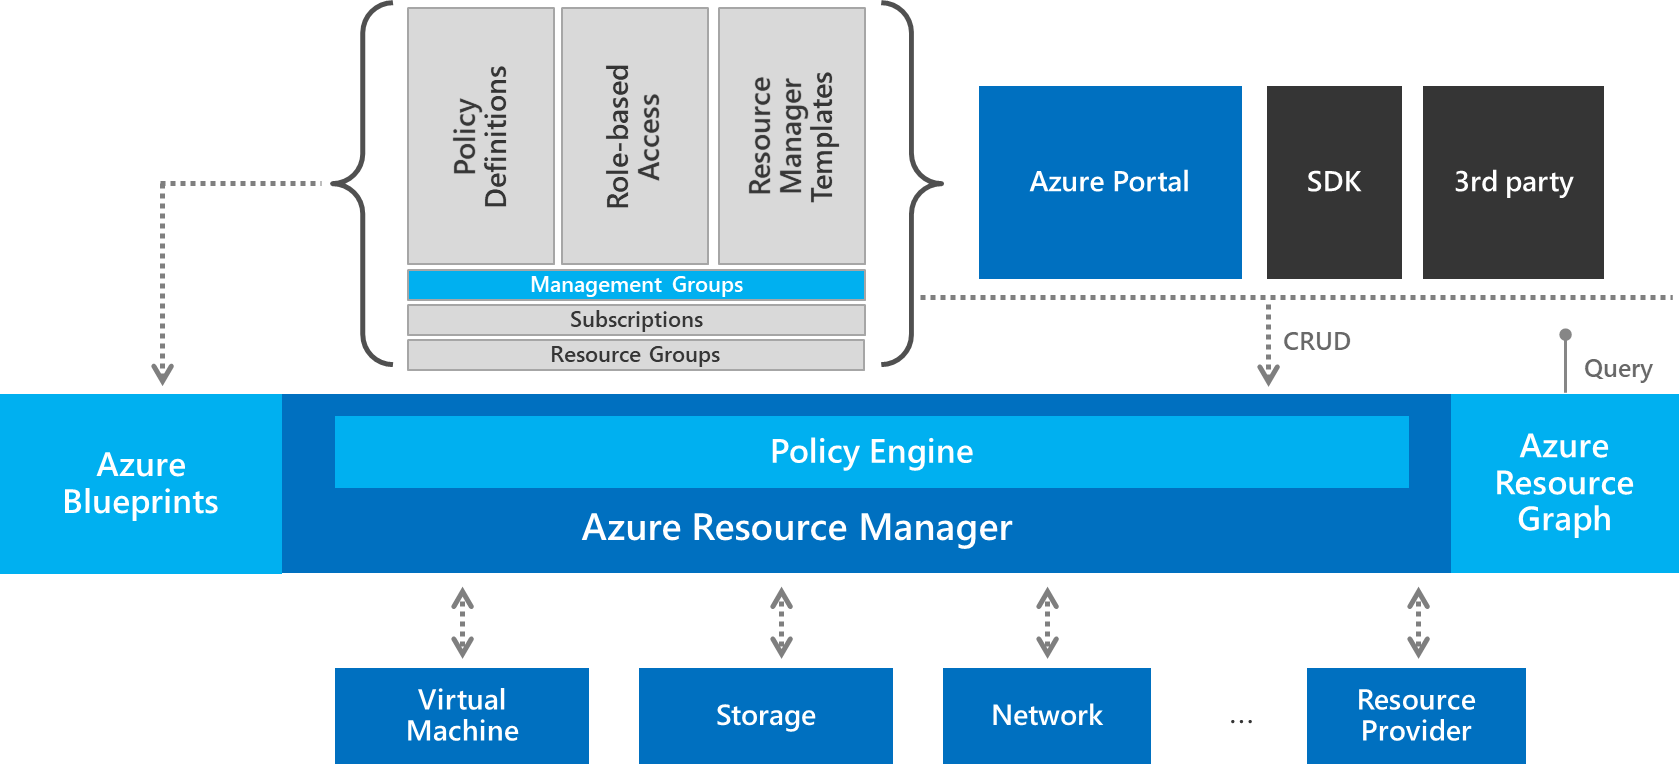 Policy
Definitions
Role-based
Access
Resource
Manager
Templates
Management Groups
Subscriptions
Resource Groups
Azure Portal
SDK
3rd party
CRUD
Query
Azure
Blueprints
Policy Engine
Azure Resource Manager
Azure
Resource
Graph
Virtual
Machine
Storage
Network
...
Resource
Provider